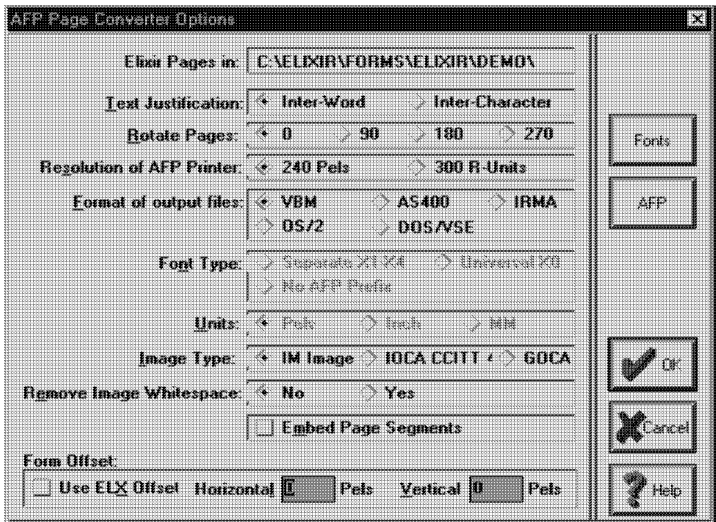 AFP Page Converter Options
Elixir Pages in: C:\ELIXIR\FORMS\ELIXIR\DEMO\
Text Justification: Inter-Word Inter-Character
Rotate Pages: 0 90 180 270
Resolution of AFP Printer: 240 Pels 300 R-Units
Format of output files: VBM AS400 IRMA
OS/2 DOS/VSE
Font Type: Separate X1-X4 Universal X0
No AFP Prefix
Units: Pels Inch MM
Image Type: IM Image IOCA CCITT GOCA
Remove Image Whitespace: No Yes
Embed Page Segments
Form Offset:
Use ELX Offset Horizontal 0 Pels Vertical 0 Pels
Fonts
AFP
OK
Cancel
Help